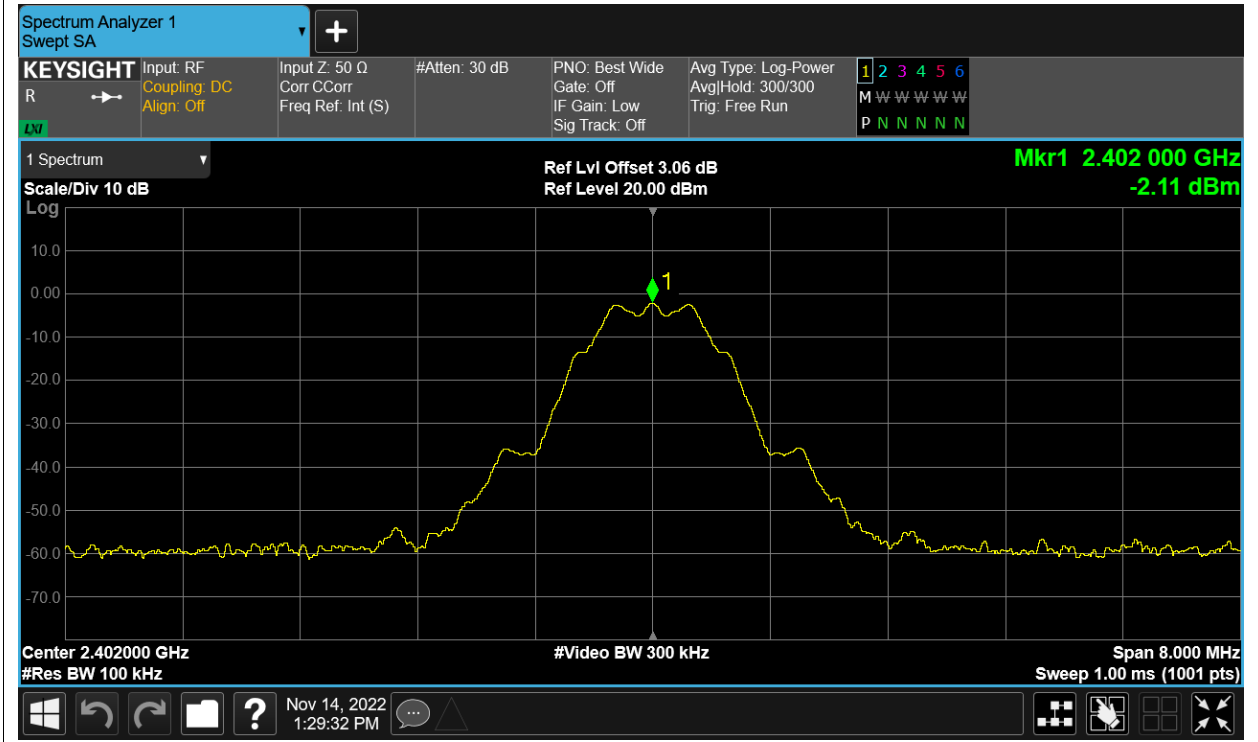 Spectrum Analyzer 1
Swept SA
KEYSIGHT
R
LXI
Input: RF
Coupling: DC
Align: Off
Input Z: 50 Ω
Corr CCorr
Freq Ref: Int (S)
#Atten: 30 dB
PNO: Best Wide
Gate: Off
IF Gain: Low
Sig Track: Off
Avg Type: Log-Power
Avg|Hold: 300/300
Trig: Free Run
1 2 3 4 5 6
M W W W W W
P N N N N N
1 Spectrum
Scale/Div 10 dB
Log
Ref Lvl Offset 3.06 dB
Ref Level 20.00 dBm
Mkr1 2.402 000 GHz
-2.11 dBm
1
10.0
0.00
-10.0
-20.0
-30.0
-40.0
-50.0
-60.0
-70.0
Center 2.402000 GHz
#Res BW 100 kHz
#Video BW 300 kHz
Span 8.000 MHz
Sweep 1.00 ms (1001 pts)
?
Nov 14, 2022
1:29:32 PM